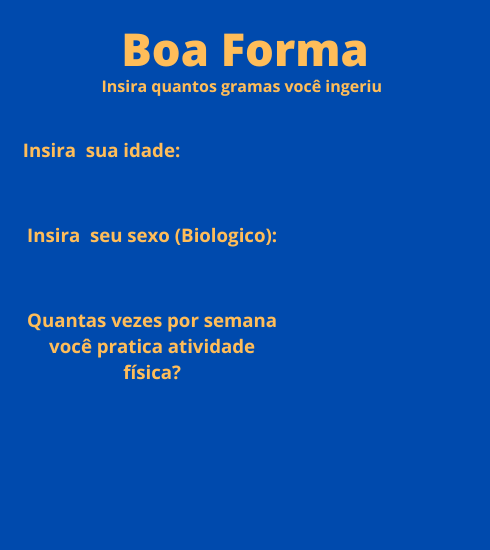 Boa Forma
Insira quantos gramas você ingeriu
Insira  sua idade:
Insira  seu sexo (Biologico):
Quantas vezes por semana
você pratica atividade
física?